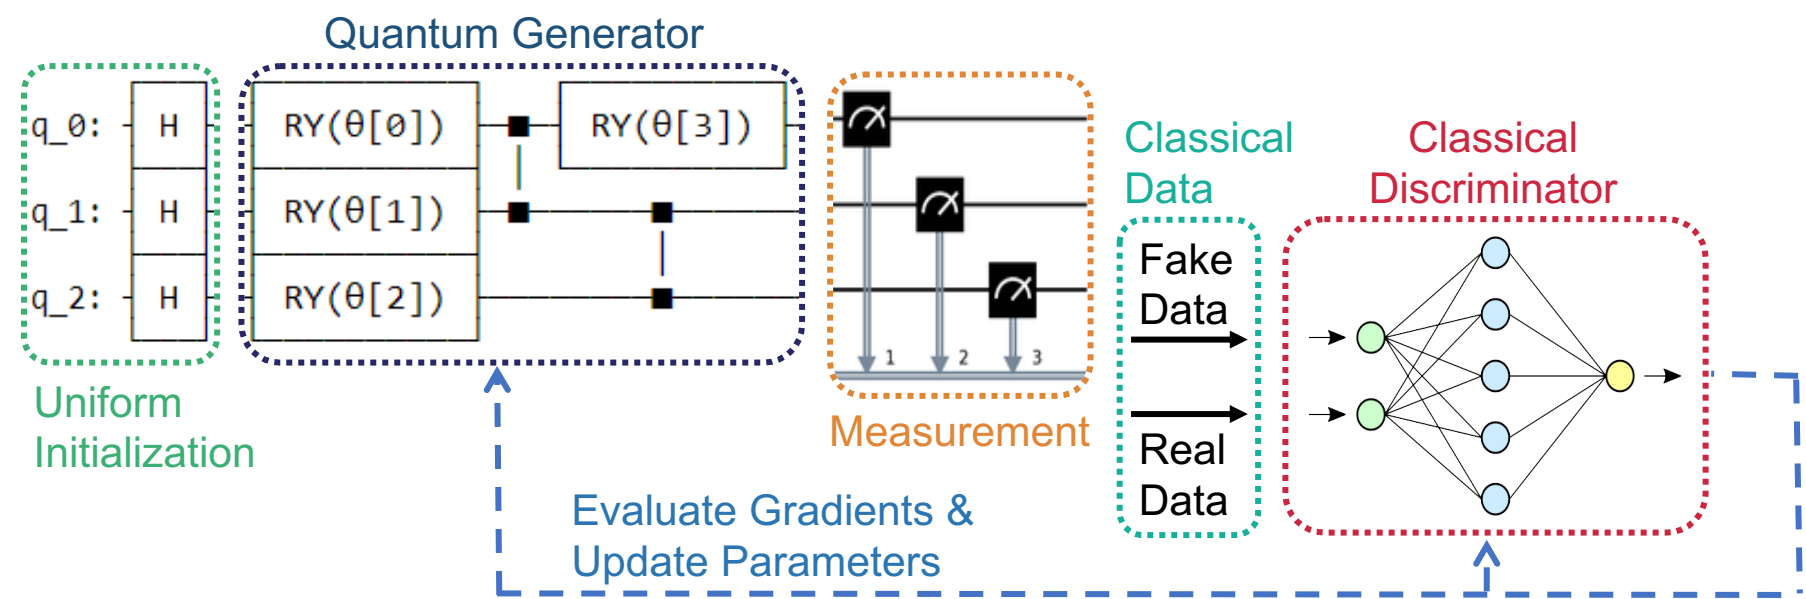 Quantum Generator
q_0: H RY(θ[0]) RY(θ[3])
q_1: H RY(θ[1])
q_2: H RY(θ[2])
1 2 3
Uniform
Initialization
Measurement
Classical
Data
Fake
Data
Real
Data
Classical
Discriminator
Evaluate Gradients &
Update Parameters